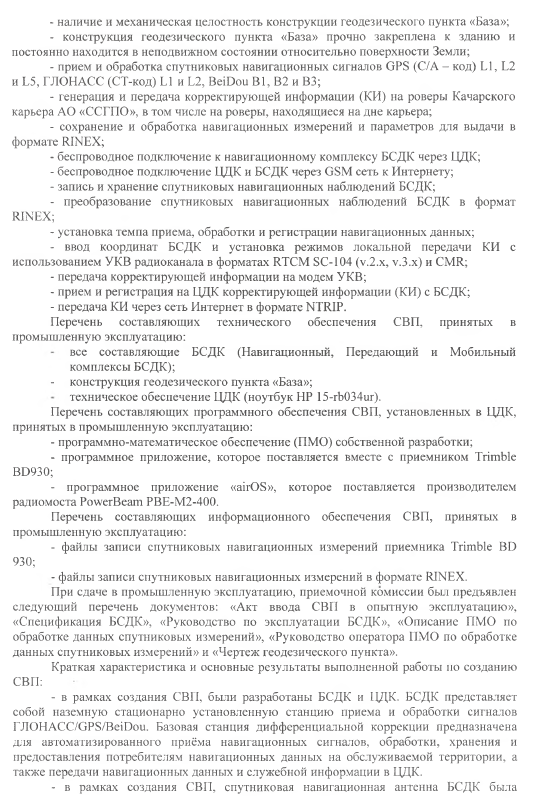 - наличие и механическая целостность конструкции геодезического пункта «База»;
- конструкция геодезического пункта «База» прочно закреплена к зданию и
постоянно находится в неподвижном состоянии относительно поверхности Земли;
- прием и обработка спутниковых навигационных сигналов GPS (C/A – код) L1, L2
и L5, ГЛОНАСС (СТ-код) L1 и L2, BeiDou B1, B2 и B3;
- генерация и передача корректирующей информации (КИ) на роверы Качарского
карьера АО «ССГПО», в том числе на роверы, находящиеся на дне карьера;
- сохранение и обработка навигационных измерений и параметров для выдачи в
формате RINEX;
- беспроводное подключение к навигационному комплексу БСДК через ЦДК;
- беспроводное подключение ЦДК и БСДК через GSM сеть к Интернету;
- запись и хранение спутниковых навигационных наблюдений БСДК;
- преобразование спутниковых навигационных наблюдений БСДК в формат
RINEX;
- установка темпа приема, обработки и регистрации навигационных данных;
- ввод координат БСДК и установка режимов локальной передачи КИ с
использованием УКВ радиоканала в форматах RTCM SC-104 (v.2.x, v.3.x) и CMR;
- передача корректирующей информации на модем УКВ;
- прием и регистрация на ЦДК корректирующей информации (КИ) с БСДК;
- передача КИ через сеть Интернет в формате NTRIP.
Перечень составляющих технического обеспечения СВП, принятых в
промышленную эксплуатацию:
- все составляющие БСДК (Навигационный, Передающий и Мобильный
комплексы БСДК);
- конструкция геодезического пункта «База»;
- техническое обеспечение ЦДК (ноутбук HP 15-rb034ur).
Перечень составляющих программного обеспечения СВП, установленных в ЦДК,
принятых в промышленную эксплуатацию:
- программно-математическое обеспечение (ПМО) собственной разработки;
- программное приложение, которое поставляется вместе с приемником Trimble
BD930;
- программное приложение «airOS», которое поставляется производителем
радиомоста PowerBeam PBE-M2-400.
Перечень составляющих информационного обеспечения СВП, принятых в
промышленную эксплуатацию:
- файлы записи спутниковых навигационных измерений приемника Trimble BD
930;
- файлы записи спутниковых навигационных измерений в формате RINEX.
При сдаче в промышленную эксплуатацию, приемочной комиссии был предъявлен
следующий перечень документов: «Акт ввода СВП в опытную эксплуатацию»,
«Спецификация БСДК», «Руководство по эксплуатации БСДК», «Описание ПМО по
обработке данных спутниковых измерений», «Руководство оператора ПМО по обработке
данных спутниковых измерений» и «Чертеж геодезического пункта».
Краткая характеристика и основные результаты выполненной работы по созданию
СВП:
- в рамках создания СВП, были разработаны БСДК и ЦДК. БСДК представляет
собой наземную стационарно установленную станцию приема и обработки сигналов
ГЛОНАСС/GPS/BeiDou. Базовая станция дифференциальной коррекции предназначена
для автоматизированного приёма навигационных сигналов, обработки, хранения и
предоставления потребителям навигационных данных на обслуживаемой территории, а
также передачи навигационных данных и служебной информации в ЦДК.
- в рамках создания СВП, спутниковая навигационная антенна БСДК была